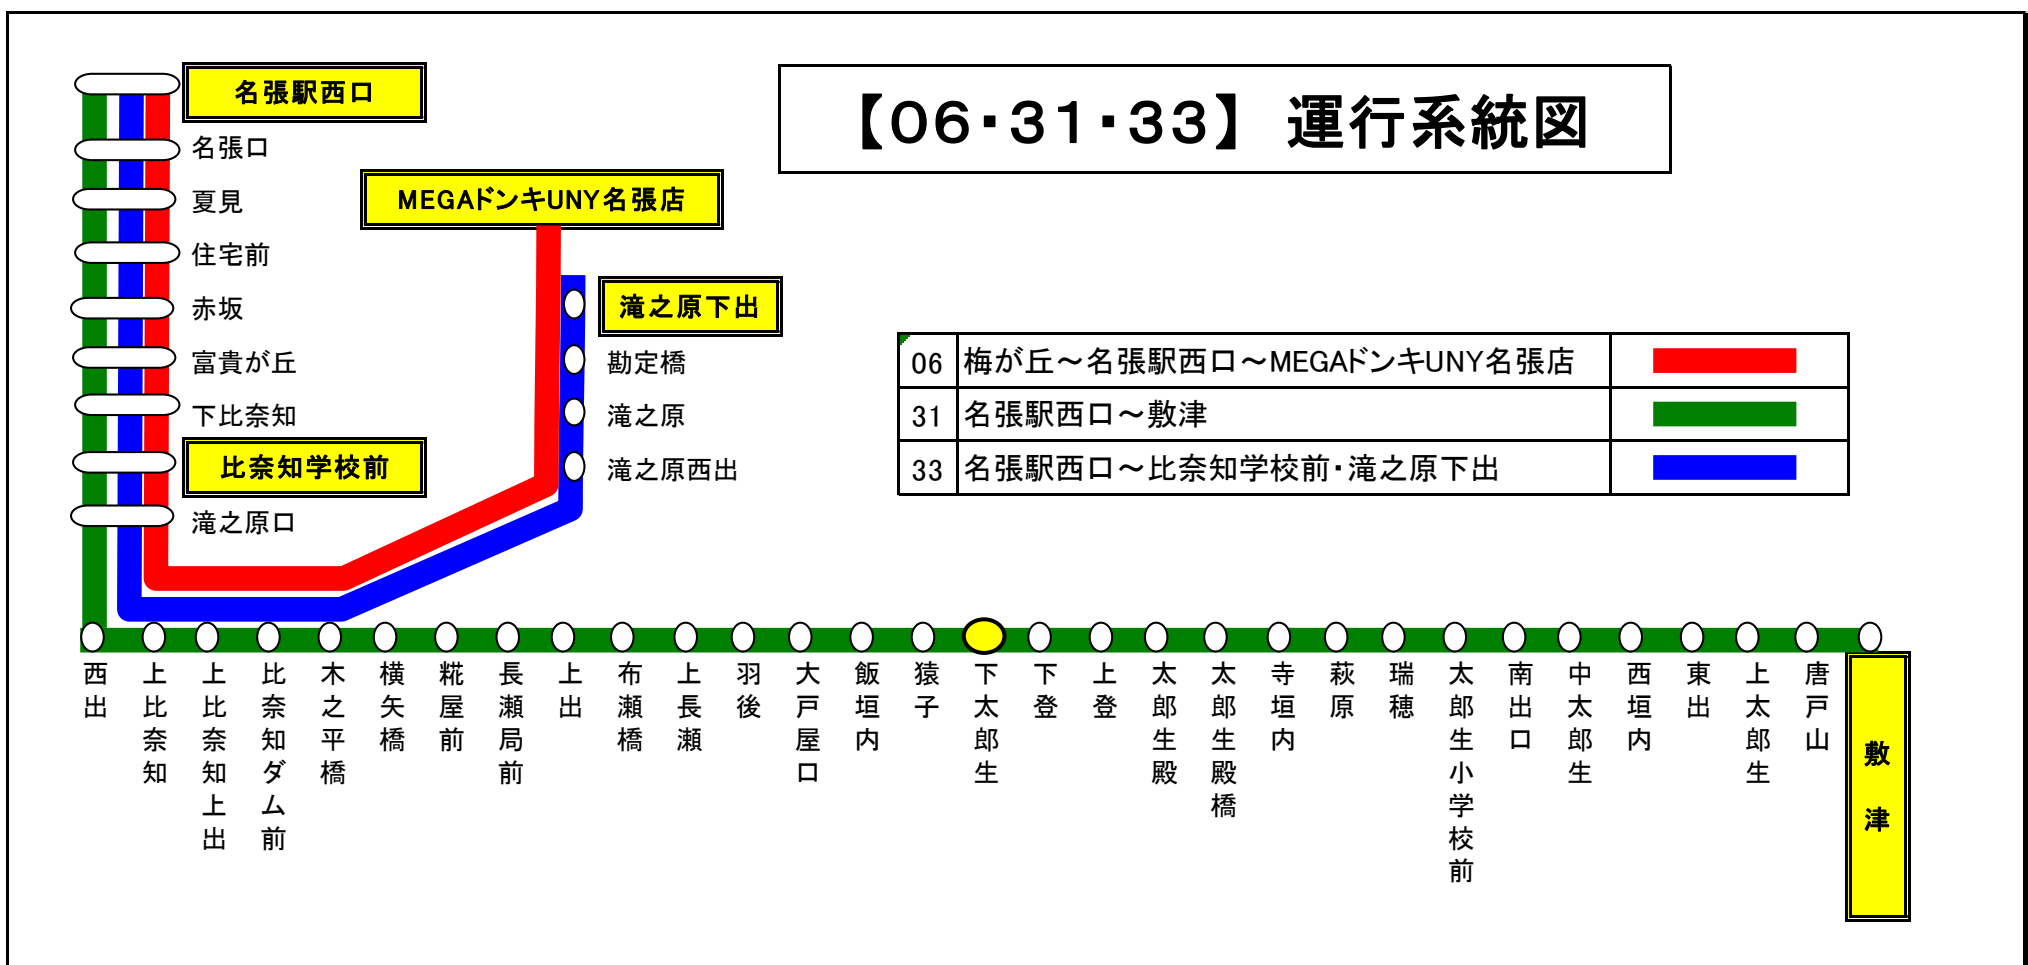 【06・31・33】 運行系統図
名張駅西口
名張口
夏見
住宅前
赤坂
富貴が丘
下比奈知
比奈知学校前
滝之原口
MEGAドンキUNY名張店
滝之原下出
勘定橋
滝之原
滝之原西出
06 梅が丘～名張駅西口～MEGAドンキUNY名張店
31 名張駅西口～敷津
33 名張駅西口～比奈知学校前・滝之原下出
西出
上比奈知
上比奈知上出
比奈知ダム前
木之平橋
横矢橋
糀屋前
長瀬局前
上出
布瀬橋
上長瀬
羽後
大戸屋口
飯垣内
猿子
下太郎生
下登
上登
太郎生殿
太郎生殿橋
寺垣内
萩原
瑞穂
太郎生小学校前
南出口
中太郎生
西垣内
東出
上太郎生
唐戸山
敷津